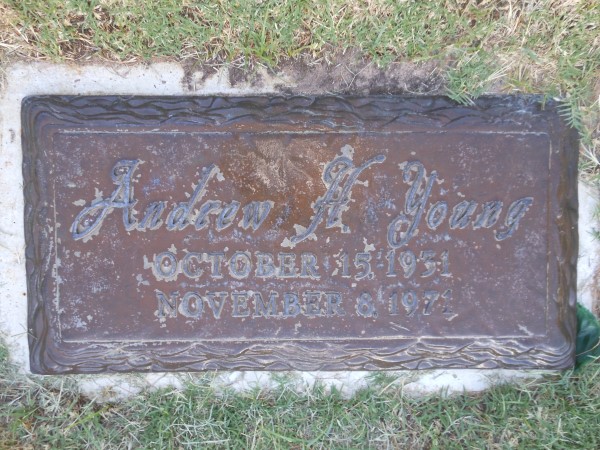 Andrew H Young
OCTOBER 15, 1931
NOVEMBER 8,